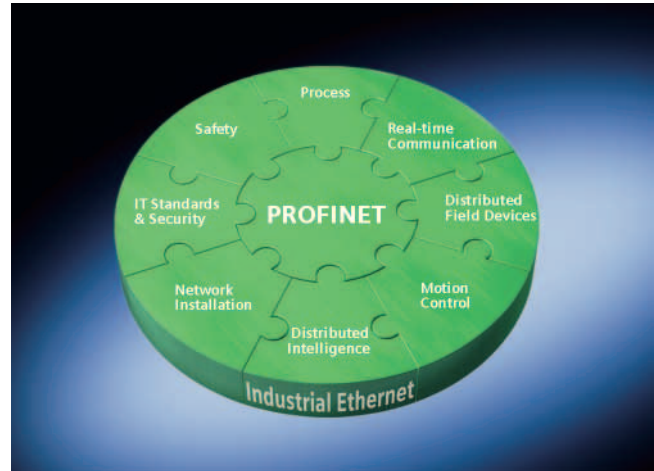 Process
Real-time
Communication
Distributed
Field Devices
Motion
Control
Distributed
Intelligence
Network
Installation
IT Standards
& Security
Safety
PROFINET
Industrial Ethernet